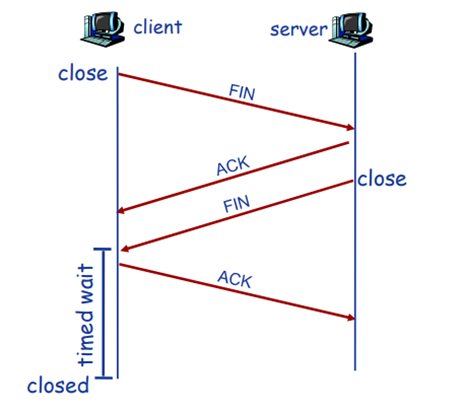 client
server
close
FIN
ACK
close
FIN
timed wait
ACK
closed